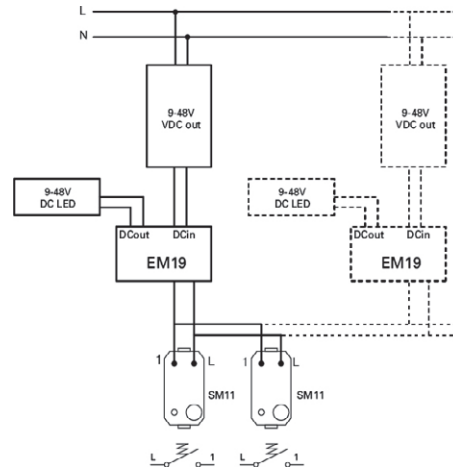 L
N
9-48V
VDC out
9-48V
VDC out
9-48V
DC LED
9-48V
DC LED
DCout
DCin
DCout
DCin
EM19
EM19
1
L
1
L
SM11
SM11
L
1
L
1